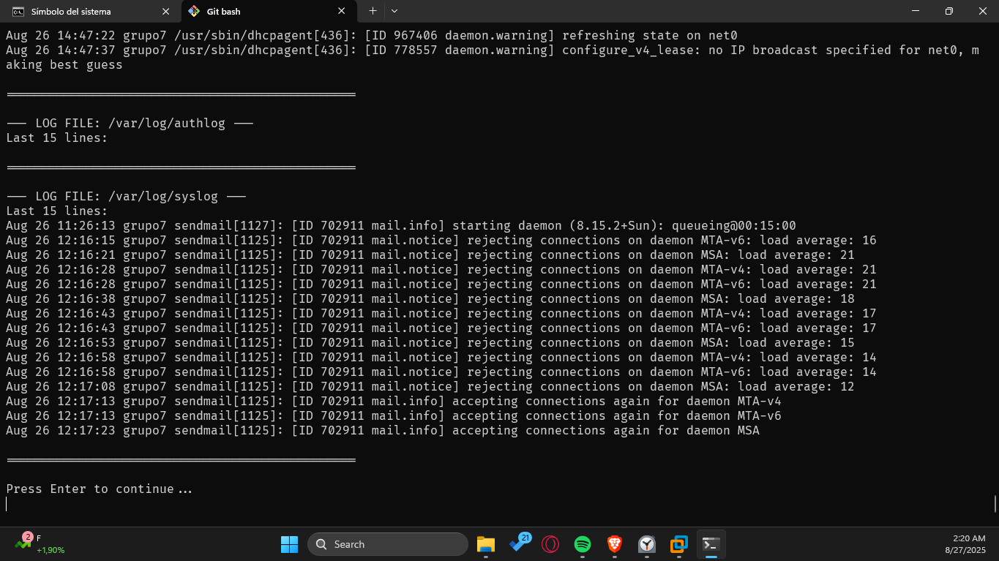 Símbolo del sistema
Git bash
Aug 26 14:47:22 grupo7 /usr/sbin/dhcpagent[436]: [ID 967406 daemon.warning] refreshing state on net0
Aug 26 14:47:37 grupo7 /usr/sbin/dhcpagent[436]: [ID 778557 daemon.warning] configure_v4_lease: no IP broadcast specified for net0, m
aking best guess
================================================
--- LOG FILE: /var/log/authlog ---
Last 15 lines:
================================================
--- LOG FILE: /var/log/syslog ---
Last 15 lines:
Aug 26 11:26:13 grupo7 sendmail[1127]: [ID 702911 mail.info] starting daemon (8.15.2+Sun): queueing@00:15:00
Aug 26 12:16:15 grupo7 sendmail[1125]: [ID 702911 mail.notice] rejecting connections on daemon MTA-v6: load average: 16
Aug 26 12:16:21 grupo7 sendmail[1125]: [ID 702911 mail.notice] rejecting connections on daemon MSA: load average: 21
Aug 26 12:16:28 grupo7 sendmail[1125]: [ID 702911 mail.notice] rejecting connections on daemon MTA-v4: load average: 21
Aug 26 12:16:28 grupo7 sendmail[1125]: [ID 702911 mail.notice] rejecting connections on daemon MTA-v6: load average: 21
Aug 26 12:16:38 grupo7 sendmail[1125]: [ID 702911 mail.notice] rejecting connections on daemon MSA: load average: 18
Aug 26 12:16:43 grupo7 sendmail[1125]: [ID 702911 mail.notice] rejecting connections on daemon MTA-v4: load average: 17
Aug 26 12:16:43 grupo7 sendmail[1125]: [ID 702911 mail.notice] rejecting connections on daemon MTA-v6: load average: 17
Aug 26 12:16:53 grupo7 sendmail[1125]: [ID 702911 mail.notice] rejecting connections on daemon MSA: load average: 15
Aug 26 12:16:58 grupo7 sendmail[1125]: [ID 702911 mail.notice] rejecting connections on daemon MTA-v4: load average: 14
Aug 26 12:16:58 grupo7 sendmail[1125]: [ID 702911 mail.notice] rejecting connections on daemon MTA-v6: load average: 14
Aug 26 12:17:08 grupo7 sendmail[1125]: [ID 702911 mail.notice] rejecting connections on daemon MSA: load average: 12
Aug 26 12:17:13 grupo7 sendmail[1125]: [ID 702911 mail.info] accepting connections again for daemon MTA-v4
Aug 26 12:17:13 grupo7 sendmail[1125]: [ID 702911 mail.info] accepting connections again for daemon MTA-v6
Aug 26 12:17:23 grupo7 sendmail[1125]: [ID 702911 mail.info] accepting connections again for daemon MSA
================================================
Press Enter to continue...
2
F
+1,90%
Search
21
2:20 AM
8/27/2025